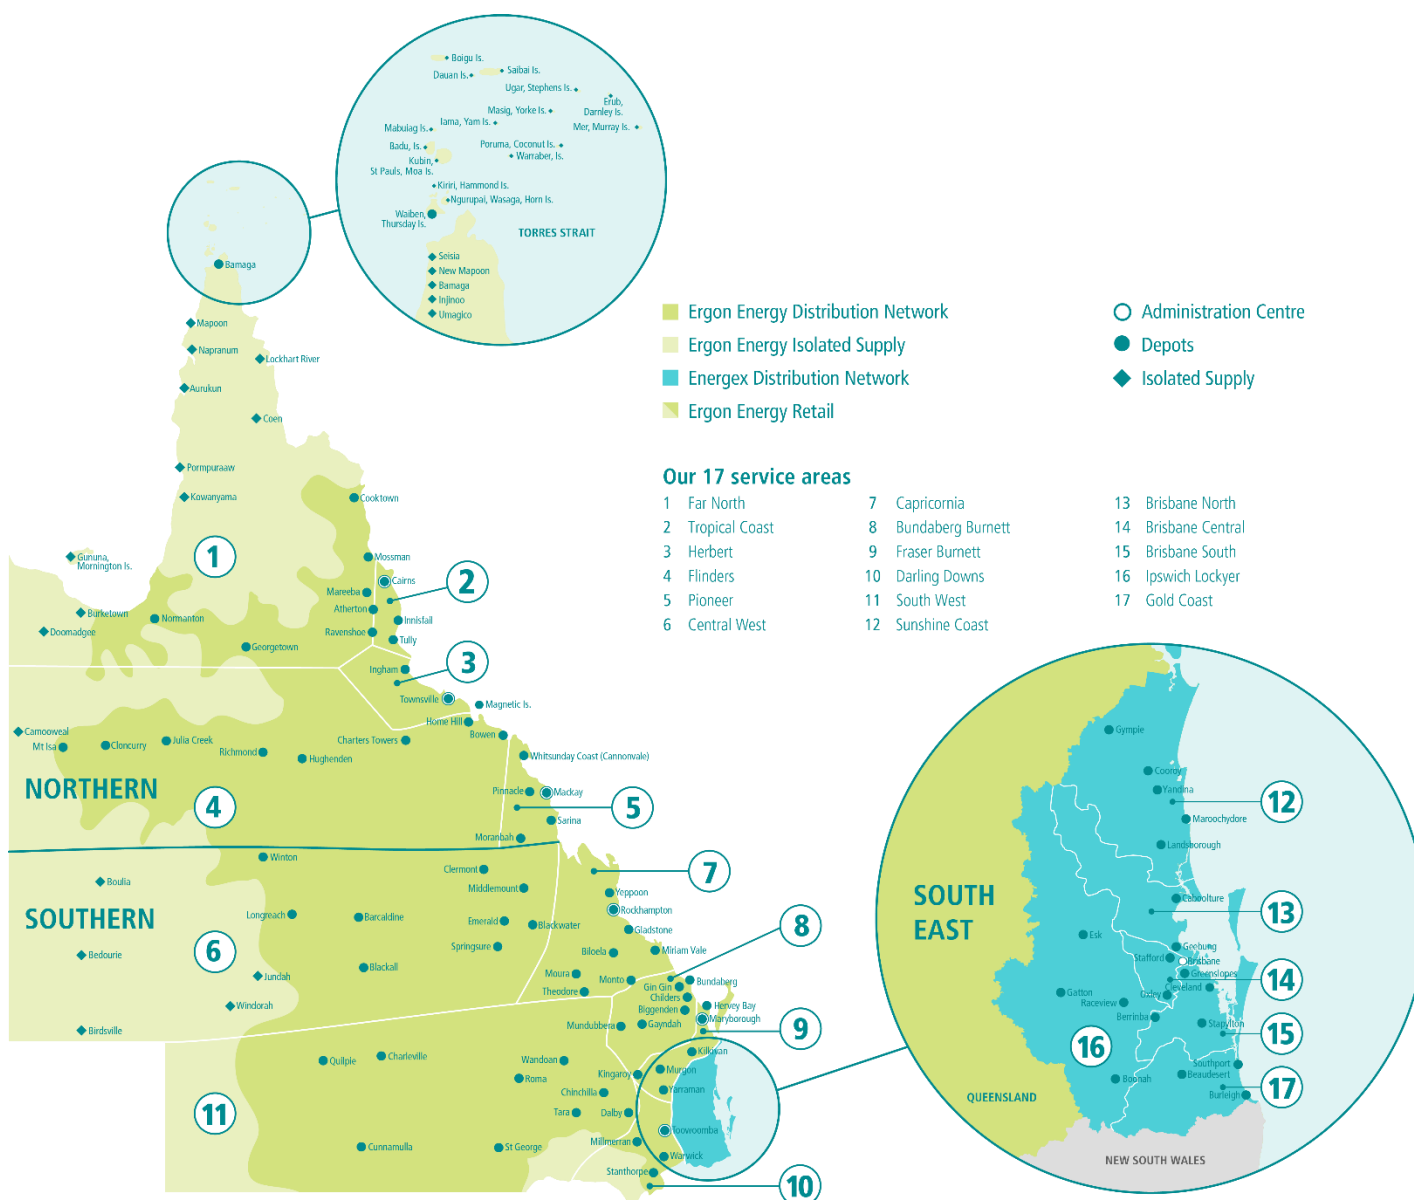 Boigu Is.
Saibai Is.
Dauan Is.
Ugar, Stephens Is.
Erub,
Darnley Is.
Masig, Yorke Is.
Iama, Yam Is.
Mer, Murray Is.
Mabuiag Is.
Badu, Is.
Poruma, Coconut Is.
Warraber, Is.
Kubin,
St Pauls, Moa Is.
Kiriri, Hammond Is.
Ngurupai, Wasaga, Horn Is.
Waiben,
Thursday Is.
TORRES STRAIT
Seisia
New Mapoon
Bamaga
Injinoo
Umagico
Bamaga
Mapoon
Napranum
Lockhart River
Aurukun
Coen
Pormpuraaw
Kowanyama
Cooktown
Gununa,
Mornington Is.
1
Mossman
Cairns
2
Mareeba
Atherton
Burketown
Normanton
Innisfail
Doomadgee
Ravenshoe
Tully
Georgetown
Ingham
3
Townsville
Magnetic Is.
Home Hill
Bowen
Camooweal
Mt Isa
Cloncurry
Julia Creek
Richmond
Hughenden
Charters Towers
Whitsunday Coast (Cannonvale)
NORTHERN
4
Pinnacle
Mackay
5
Sarina
Moranbah
Winton
Clermont
7
Boulia
Middlemount
Yeppoon
SOUTHERN
Longreach
Barcaldine
Emerald
Blackwater
Rockhampton
Gladstone
8
6
Bedourie
Springsure
Biloela
Miriam Vale
Jundah
Blackall
Moura
Monto
Gin Gin
Bundaberg
Theodore
Childers
Windorah
Biggenden
Hervey Bay
Birdsville
Mundubbera
Gayndah
Maryborough
9
Quilpie
Charleville
Wandoan
Kilkivan
Roma
Kingaroy
Murgon
Chinchilla
Yarraman
11
Tara
Dalby
Toowoomba
Cunnamulla
St George
Millmerran
Warwick
Stanthorpe
10
Ergon Energy Distribution Network
Ergon Energy Isolated Supply
Energex Distribution Network
Ergon Energy Retail
Administration Centre
Depots
Isolated Supply
Our 17 service areas
1 Far North
2 Tropical Coast
3 Herbert
4 Flinders
5 Pioneer
6 Central West
7 Capricornia
8 Bundaberg Burnett
9 Fraser Burnett
10 Darling Downs
11 South West
12 Sunshine Coast
13 Brisbane North
14 Brisbane Central
15 Brisbane South
16 Ipswich Lockyer
17 Gold Coast
Gympie
Cooroy
Yandina
12
Maroochydore
Landsborough
SOUTH
EAST
Caboolture
13
Esk
Geebung
Stafford
Brisbane
Greenslopes
14
Cleveland
Gatton
Raceview
Oxley
Berrinba
Stapylton
15
16
Southport
Boonah
Beaudesert
17
Burleigh
QUEENSLAND
NEW SOUTH WALES